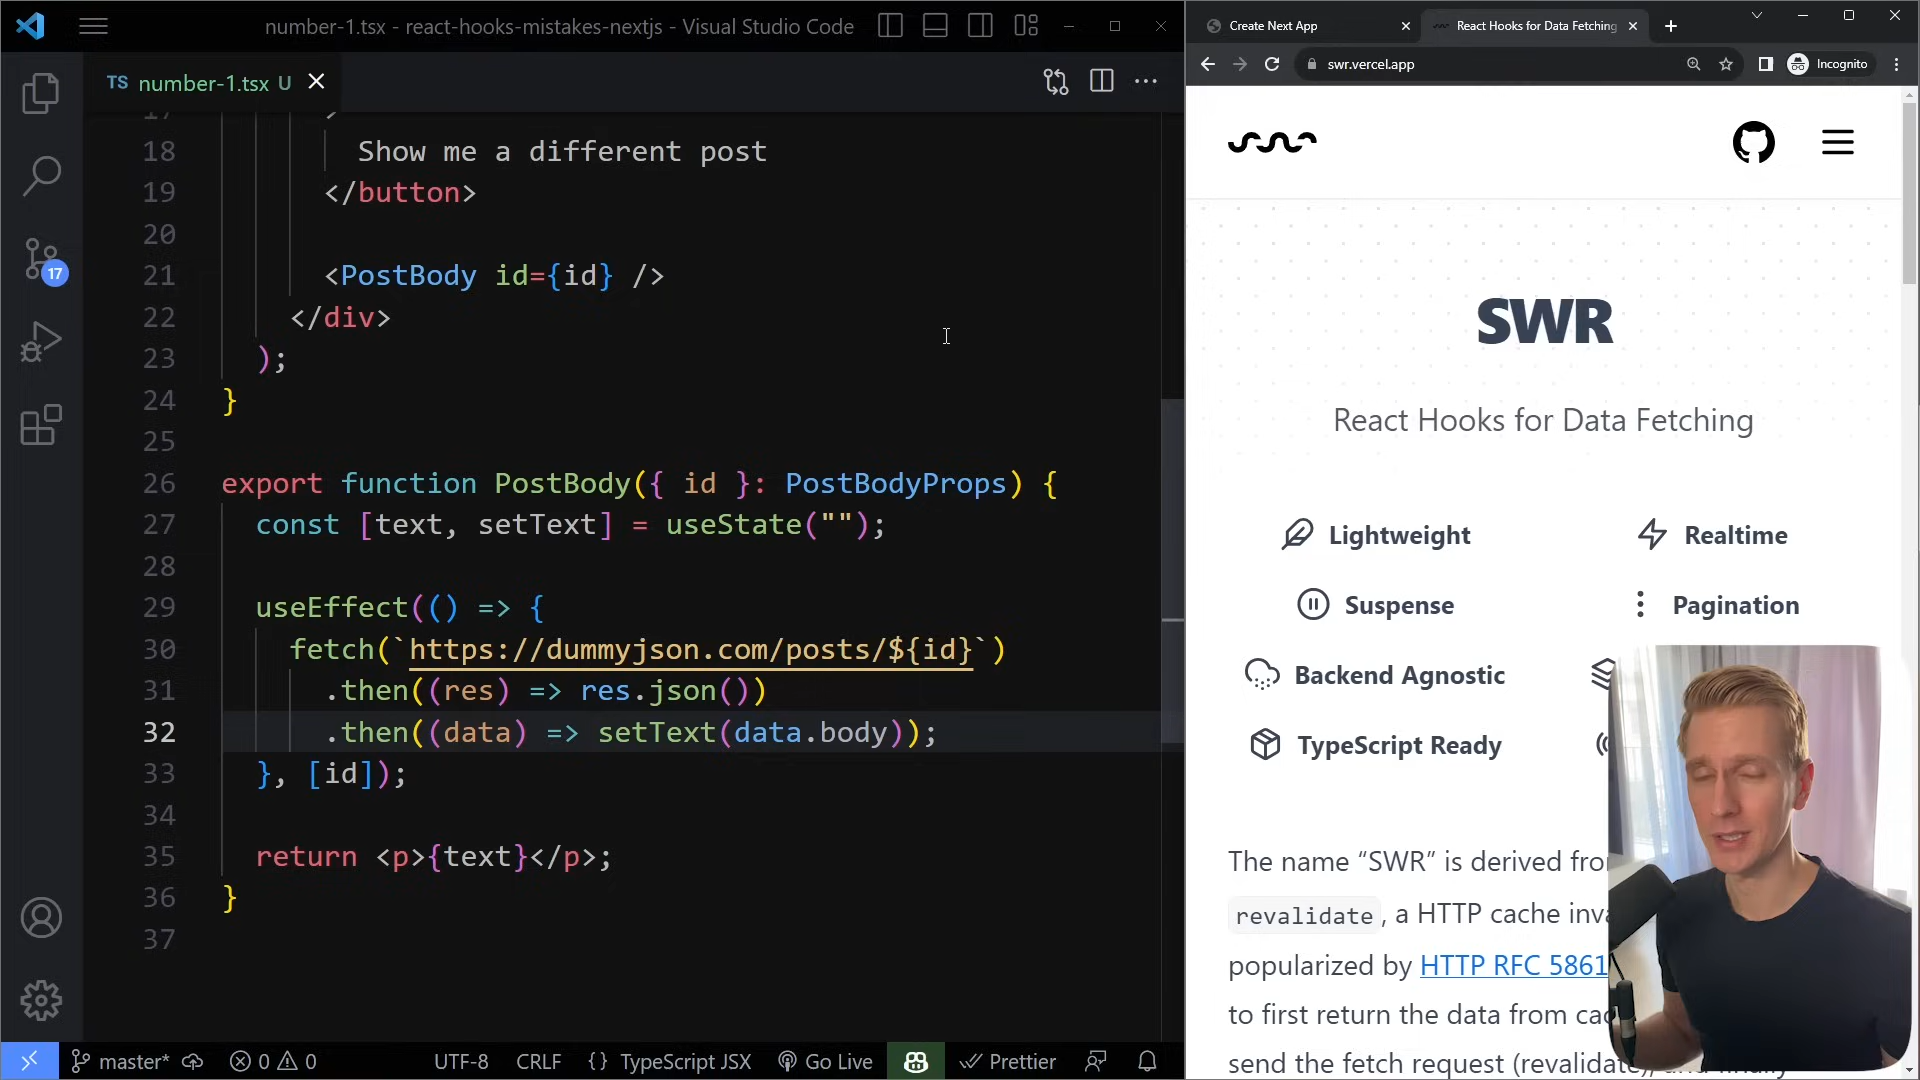 number-1.tsx - react-hooks-mistakes-nextjs - Visual Studio Code
TS number-1.tsx U
17
18 Show me a different post
19 </button>
20
21 <PostBody id={id} />
22 </div>
23 );
24 }
25
26 export function PostBody({ id }: PostBodyProps) {
27 const [text, setText] = useState("");
28
29 useEffect(() => {
30 fetch(`https://dummyjson.com/posts/${id}`)
31 .then((res) => res.json())
32 .then((data) => setText(data.body));
33 }, [id]);
34
35 return <p>{text}</p>;
36 }
37
17
master* 0 0 UTF-8 CRLF {} TypeScript JSX Go Live Prettier
Create Next App
React Hooks for Data Fetching
swr.vercel.app
Incognito
SWR
React Hooks for Data Fetching
Lightweight
Realtime
Suspense
Pagination
Backend Agnostic
TypeScript Ready
The name “SWR” is derived
revalidate, a HTTP cache
popularized by HTTP RFC 5861
to first return the data from
send the fetch request (revalidate), and finally